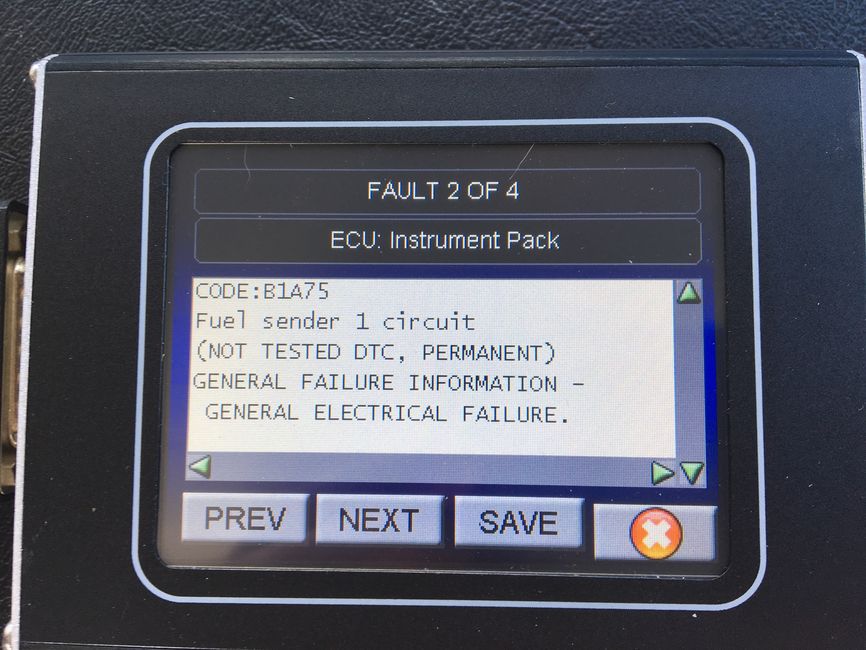 FAULT 2 OF 4
ECU: Instrument Pack
CODE:B1A75
Fuel sender 1 circuit
(NOT TESTED DTC, PERMANENT)
GENERAL FAILURE INFORMATION -
GENERAL ELECTRICAL FAILURE.
PREV NEXT SAVE